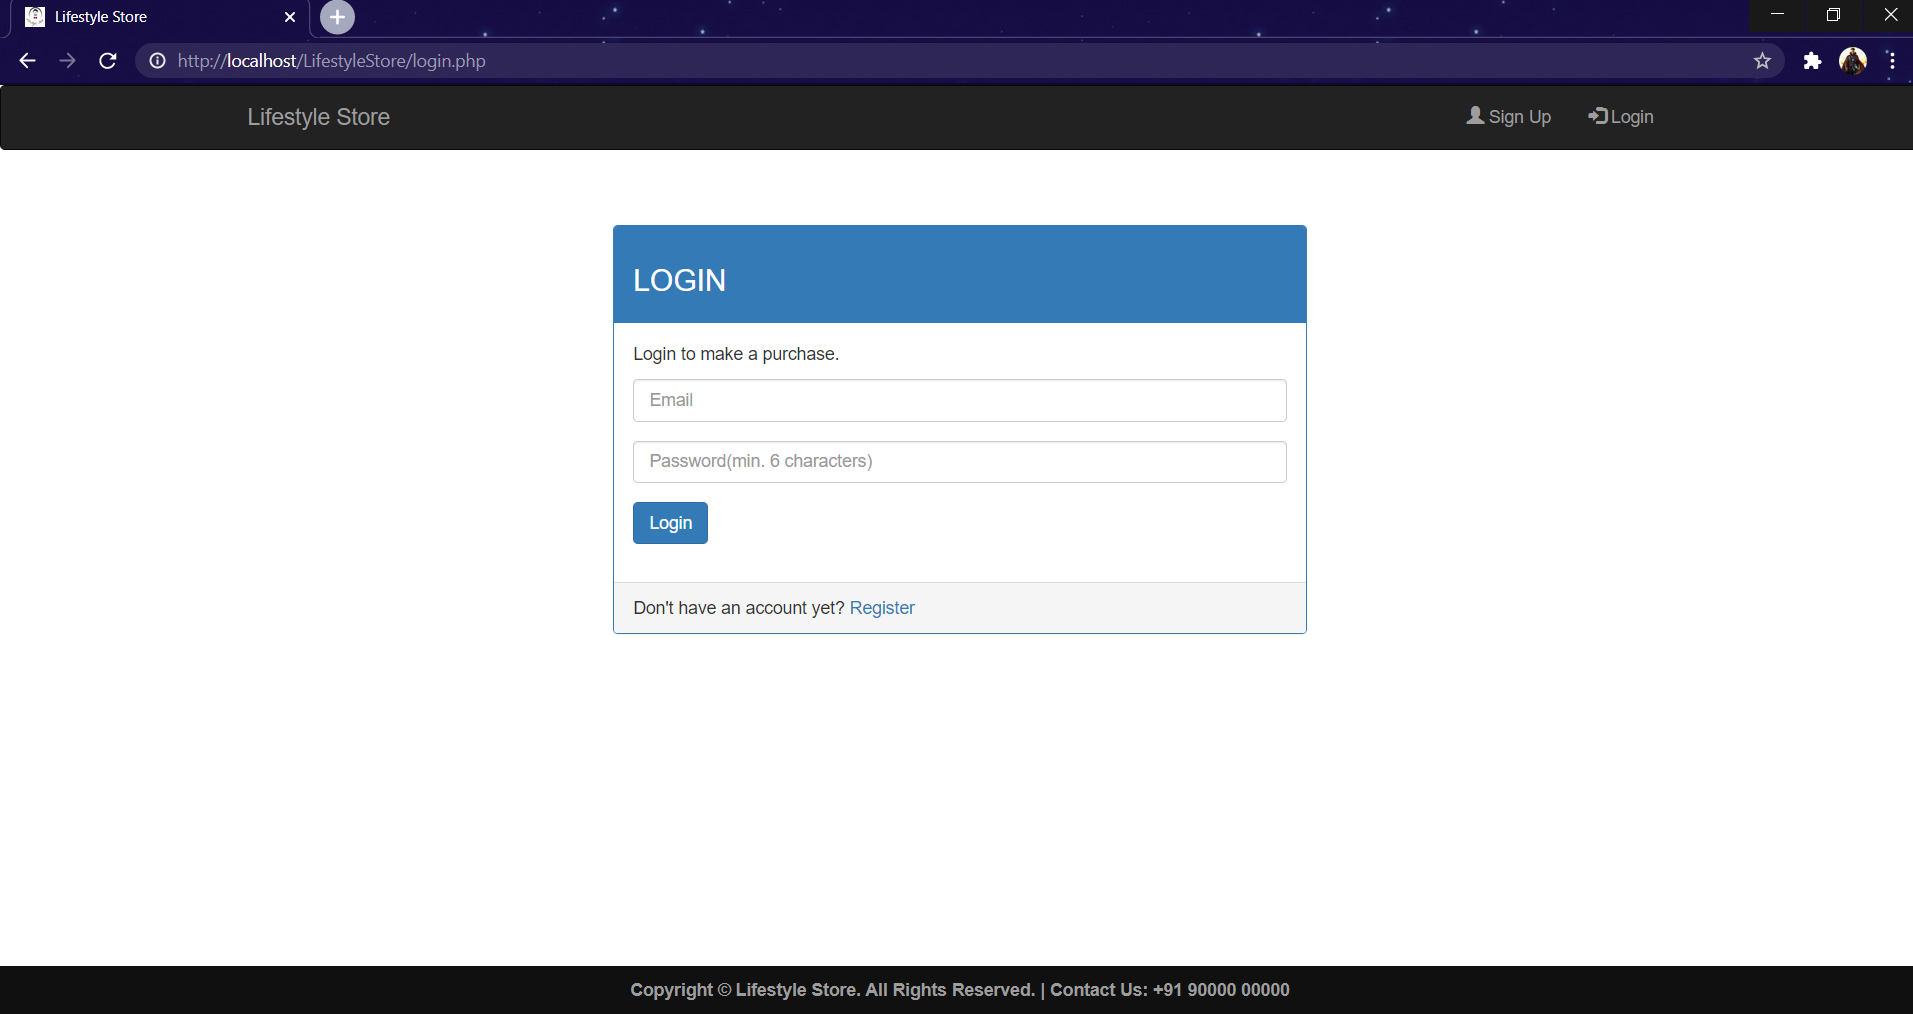 Lifestyle Store
http://localhost/LifestyleStore/login.php
Lifestyle Store
Sign Up
Login
LOGIN
Login to make a purchase.
Email
Password(min. 6 characters)
Login
Don't have an account yet? Register
Copyright © Lifestyle Store. All Rights Reserved. | Contact Us: +91 90000 00000